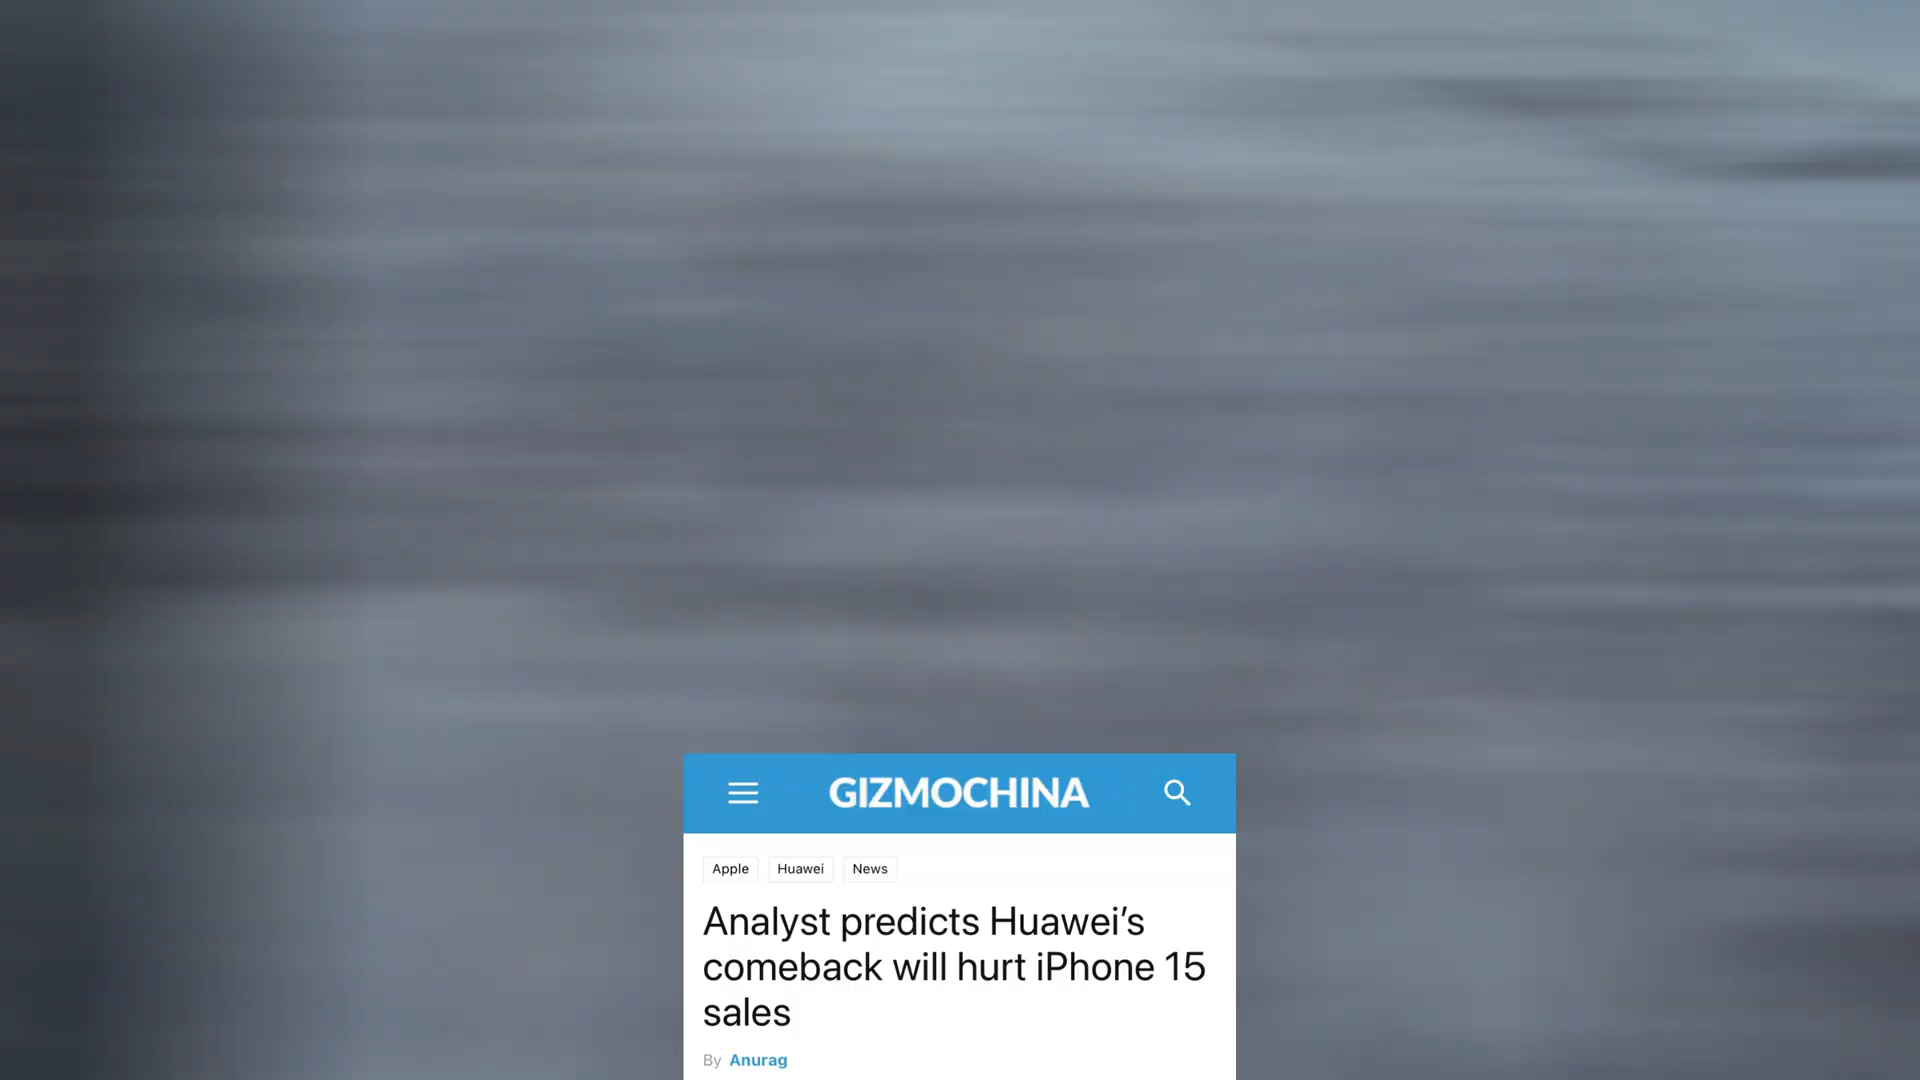 GIZMOCHINA
Apple Huawei News
Analyst predicts Huawei’s
comeback will hurt iPhone 15
sales
By Anurag